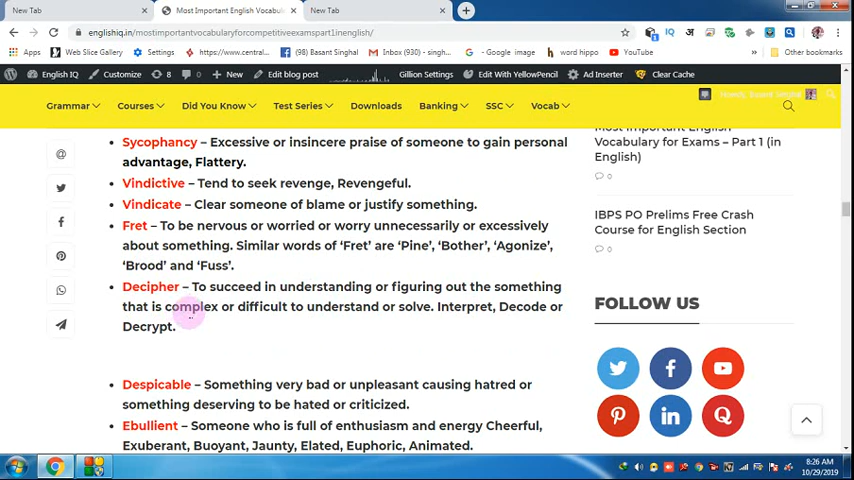 New Tab
Most Important English Vocabul
New Tab
englishiq.in/mostimportantvocabularyforcompetitiveexamspart1inenglish/
Apps
Web Slice Gallery
Settings
https://www.central...
(98) Basant Singhal
Inbox (930) - singh...
Google image
word hippo
YouTube
Other bookmarks
English IQ
Customize
8
0
New
Edit blog post
Gillion Settings
Edit With YellowPencil
Ad Inserter
Clear Cache
Grammar
Courses
Did You Know
Test Series
Downloads
Banking
SSC
Vocab
• Sycophancy – Excessive or insincere praise of someone to gain personal
advantage, Flattery.
• Vindictive – Tend to seek revenge, Revengeful.
• Vindicate – Clear someone of blame or justify something.
• Fret – To be nervous or worried or worry unnecessarily or excessively
about something. Similar words of ‘Fret’ are ‘Pine’, ‘Bother’, ‘Agonize’,
‘Brood’ and ‘Fuss’.
• Decipher – To succeed in understanding or figuring out the something
that is complex or difficult to understand or solve. Interpret, Decode or
Decrypt.
• Despicable – Something very bad or unpleasant causing hatred or
something deserving to be hated or criticized.
• Ebullient – Someone who is full of enthusiasm and energy Cheerful,
Exuberant, Buoyant, Jaunty, Elated, Euphoric, Animated.
Most Important English
Vocabulary for Exams – Part 1 (in
English)
0
IBPS PO Prelims Free Crash
Course for English Section
0
FOLLOW US
8:26 AM
10/29/2019